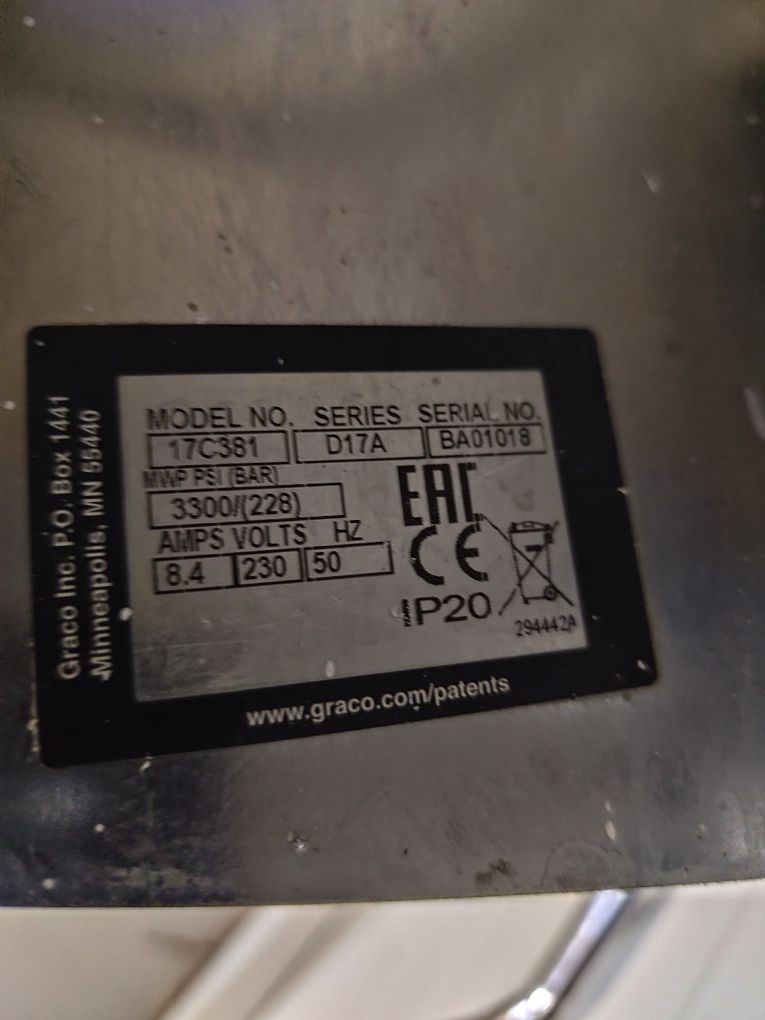 MODEL NO. SERIES SERIAL NO.
17C381 D17A BA01018
MWP PSI (BAR)
3300/(228)
AMPS VOLTS HZ
8.4 230 50
EAC
CE
IP20
294442A
Graco Inc. P.O. Box 1441
Minneapolis, MN 55440
www.graco.com/patents